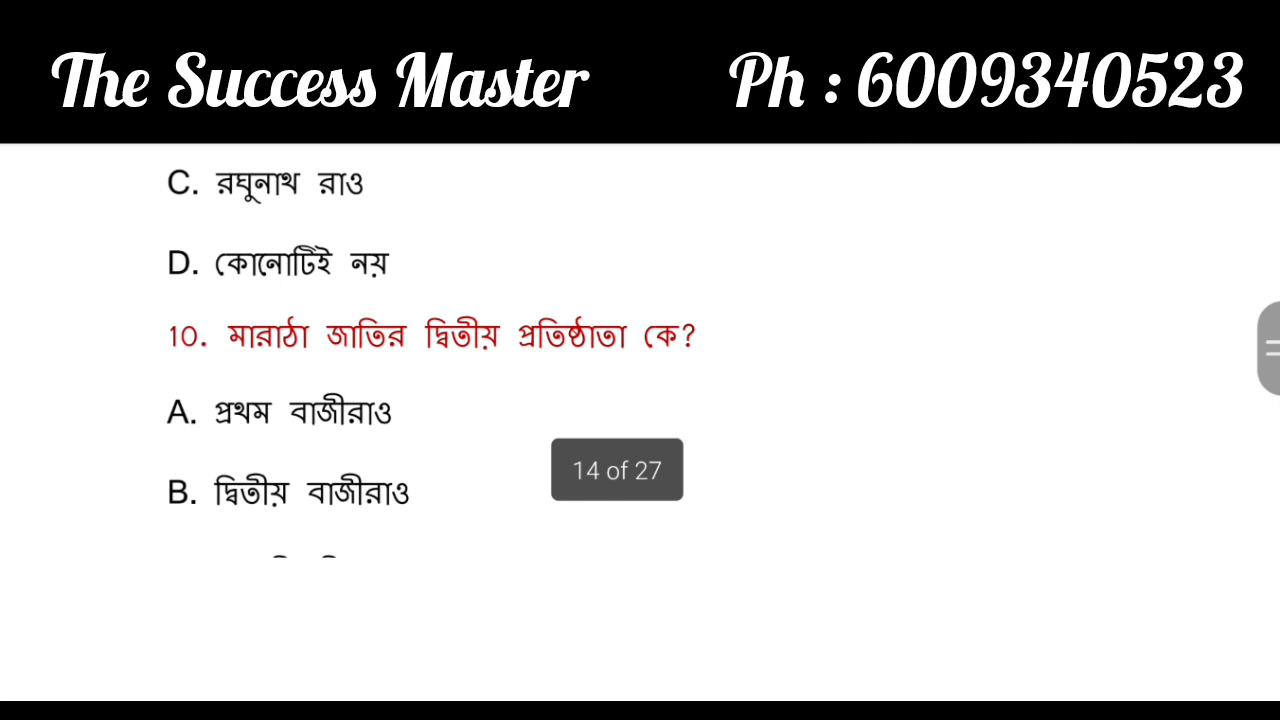 The Success Master Ph : 6009340523
C. রঘুনাথ রাও
D. কোনোটিই নয়
10. মারাঠা জাতির দ্বিতীয় প্রতিষ্ঠাতা কে?
A. প্রথম বাজীরাও
14 of 27
B. দ্বিতীয় বাজীরাও